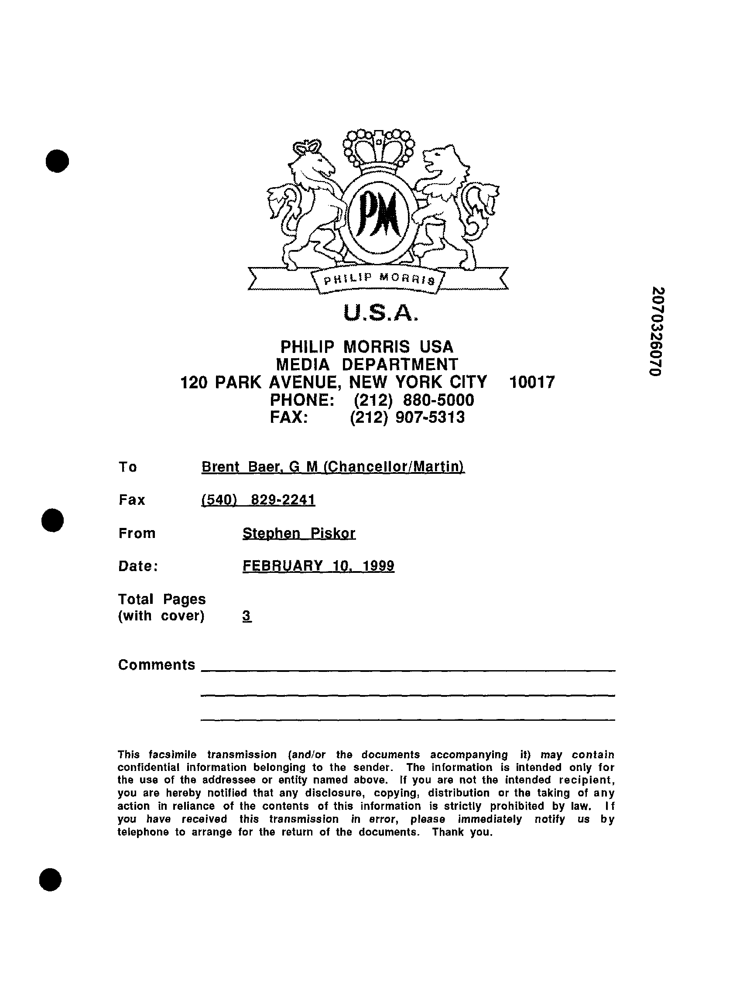 PM
PHILIP MORRIS
U.S.A.
PHILIP MORRIS USA
MEDIA DEPARTMENT
120 PARK AVENUE, NEW YORK CITY 10017
PHONE: (212) 880-5000
FAX: (212) 907-5313
2070326070
To Brent Baer, G M (Chancellor/Martin)
Fax (540) 829-2241
From Stephen Piskor
Date: FEBRUARY 10, 1999
Total Pages
(with cover) 3
Comments
This facsimile transmission (and/or the documents accompanying it) may contain
confidential information belonging to the sender. The information is intended only for
the use of the addressee or entity named above. If you are not the intended recipient,
you are hereby notified that any disclosure, copying, distribution or the taking of any
action in reliance of the contents of this information is strictly prohibited by law. If
you have received this transmission in error, please immediately notify us by
telephone to arrange for the return of the documents. Thank you.